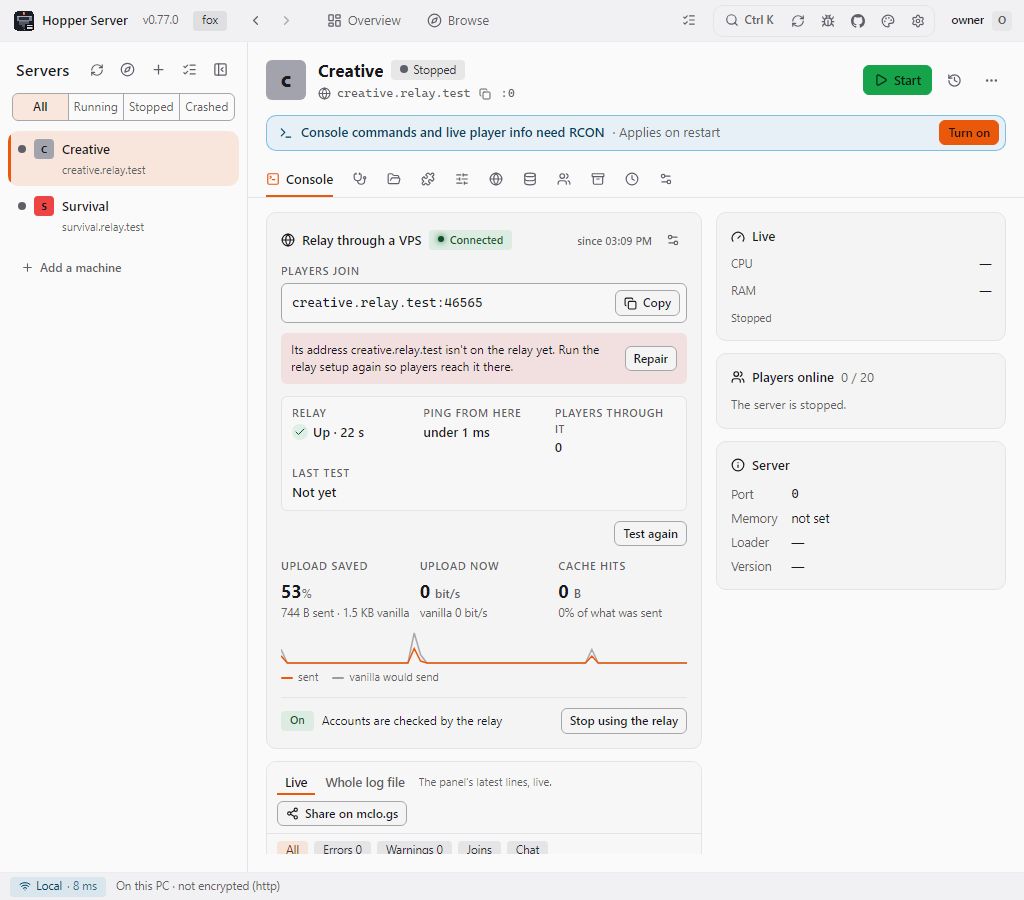 Hopper Server v0.77.0 fox Overview Browse Ctrl K owner O
Servers
All Running Stopped Crashed
C Creative
creative.relay.test
S Survival
survival.relay.test
Add a machine
C Creative Stopped
creative.relay.test :0
Start
Console commands and live player info need RCON · Applies on restart Turn on
Console
Relay through a VPS Connected since 03:09 PM
PLAYERS JOIN
creative.relay.test:46565 Copy
Its address creative.relay.test isn't on the relay yet. Run the
relay setup again so players reach it there.
Repair
RELAY
Up · 22 s
PING FROM HERE
under 1 ms
PLAYERS THROUGH
IT
0
LAST TEST
Not yet
Test again
UPLOAD SAVED
53%
744 B sent · 1.5 KB vanilla
UPLOAD NOW
0 bit/s
vanilla 0 bit/s
CACHE HITS
0 B
0% of what was sent
sent vanilla would send
On Accounts are checked by the relay Stop using the relay
Live Whole log file The panel's latest lines, live.
Share on mclo.gs
All Errors 0 Warnings 0 Joins Chat
Live
CPU —
RAM —
Stopped
Players online 0 / 20
The server is stopped.
Server
Port 0
Memory not set
Loader —
Version —
Local · 8 ms On this PC · not encrypted (http)